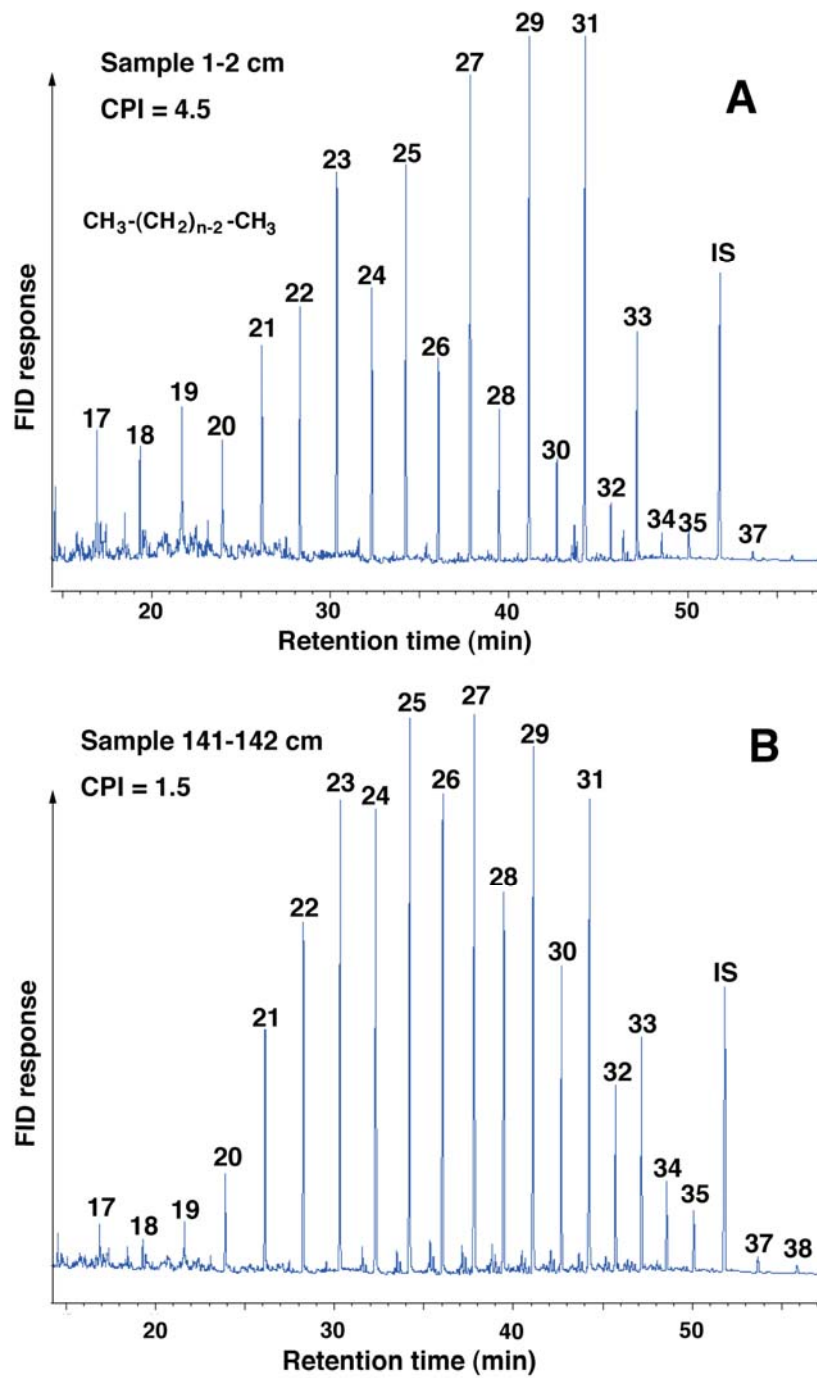 Sample 1-2 cm
CPI = 4.5
A
CH₃-(CH₂)ₙ₋₂-CH₃
FID response
17
18
19
20
21
22
23
24
25
26
27
28
29
30
31
32
33
34
35
IS
37
20 30 40 50
Retention time (min)
Sample 141-142 cm
CPI = 1.5
B
FID response
17
18
19
20
21
22
23
24
25
26
27
28
29
30
31
32
33
34
35
IS
37
38
20 30 40 50
Retention time (min)